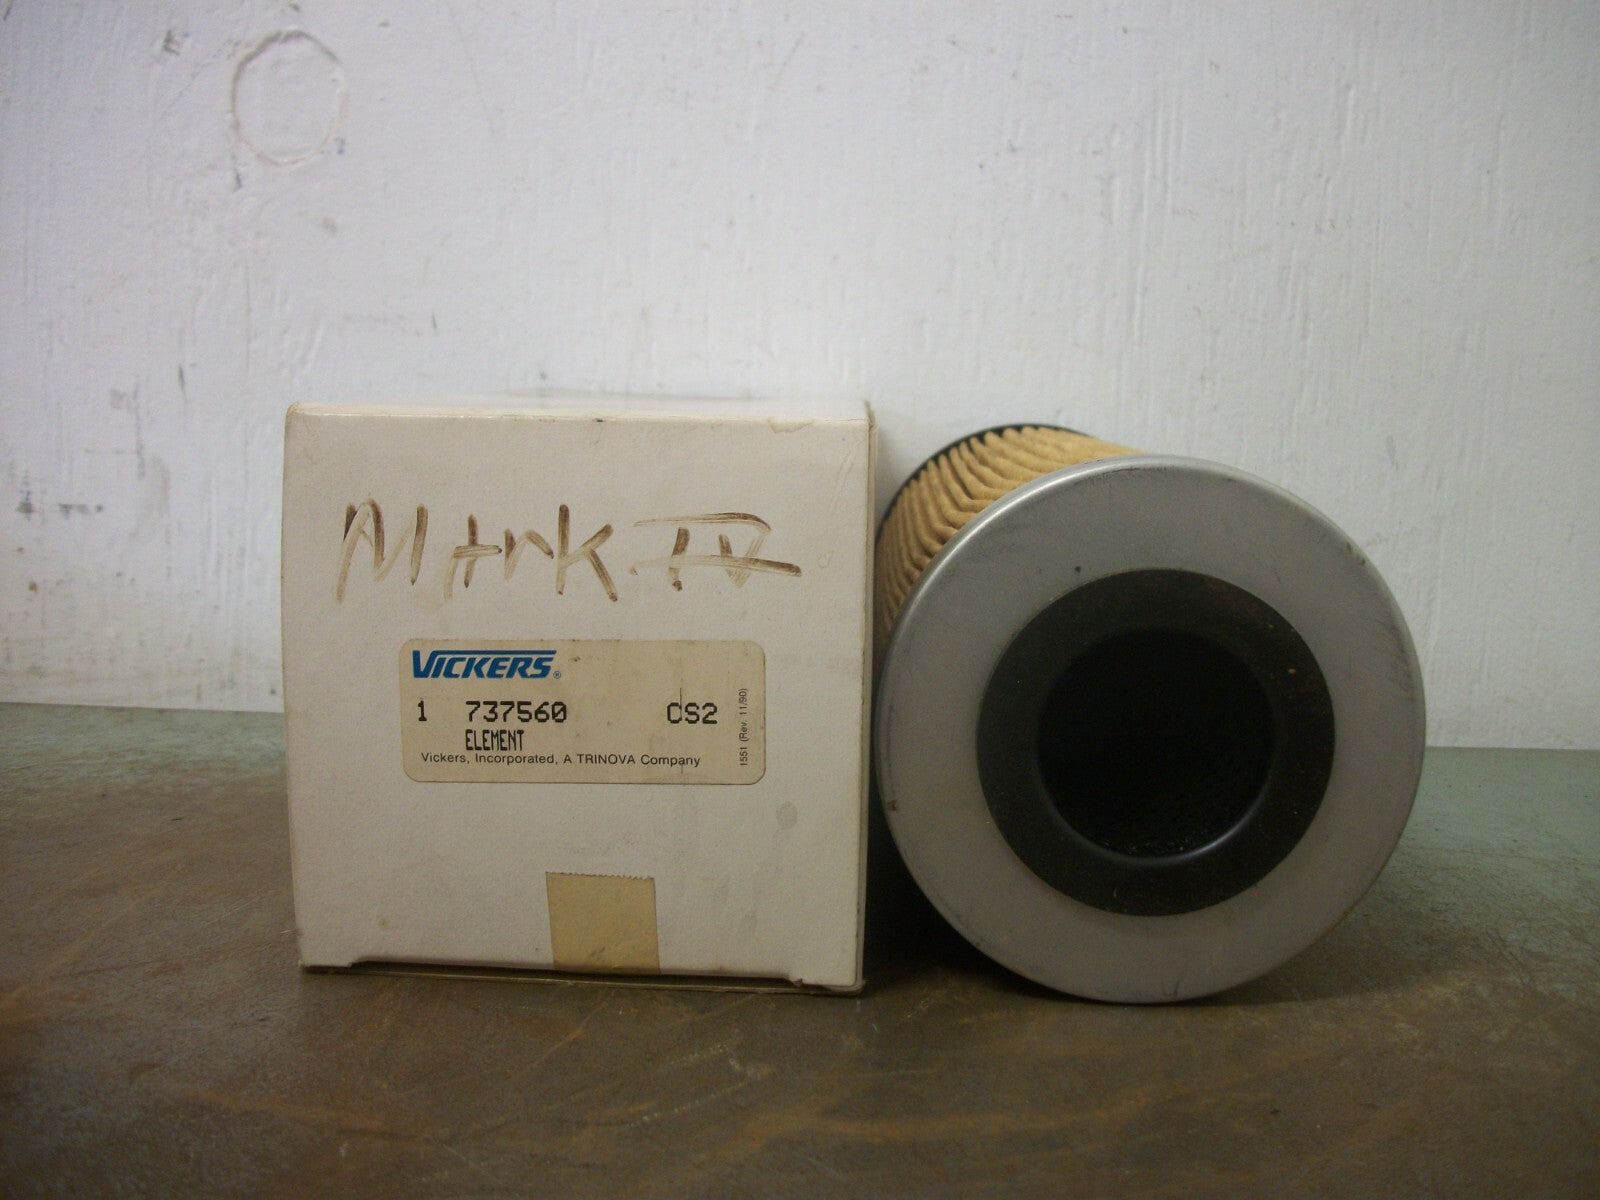 Mark IV
VICKERS®
1 737560 CS2
ELEMENT
Vickers, Incorporated, A TRINOVA Company
1551 (Rev. 11/90)